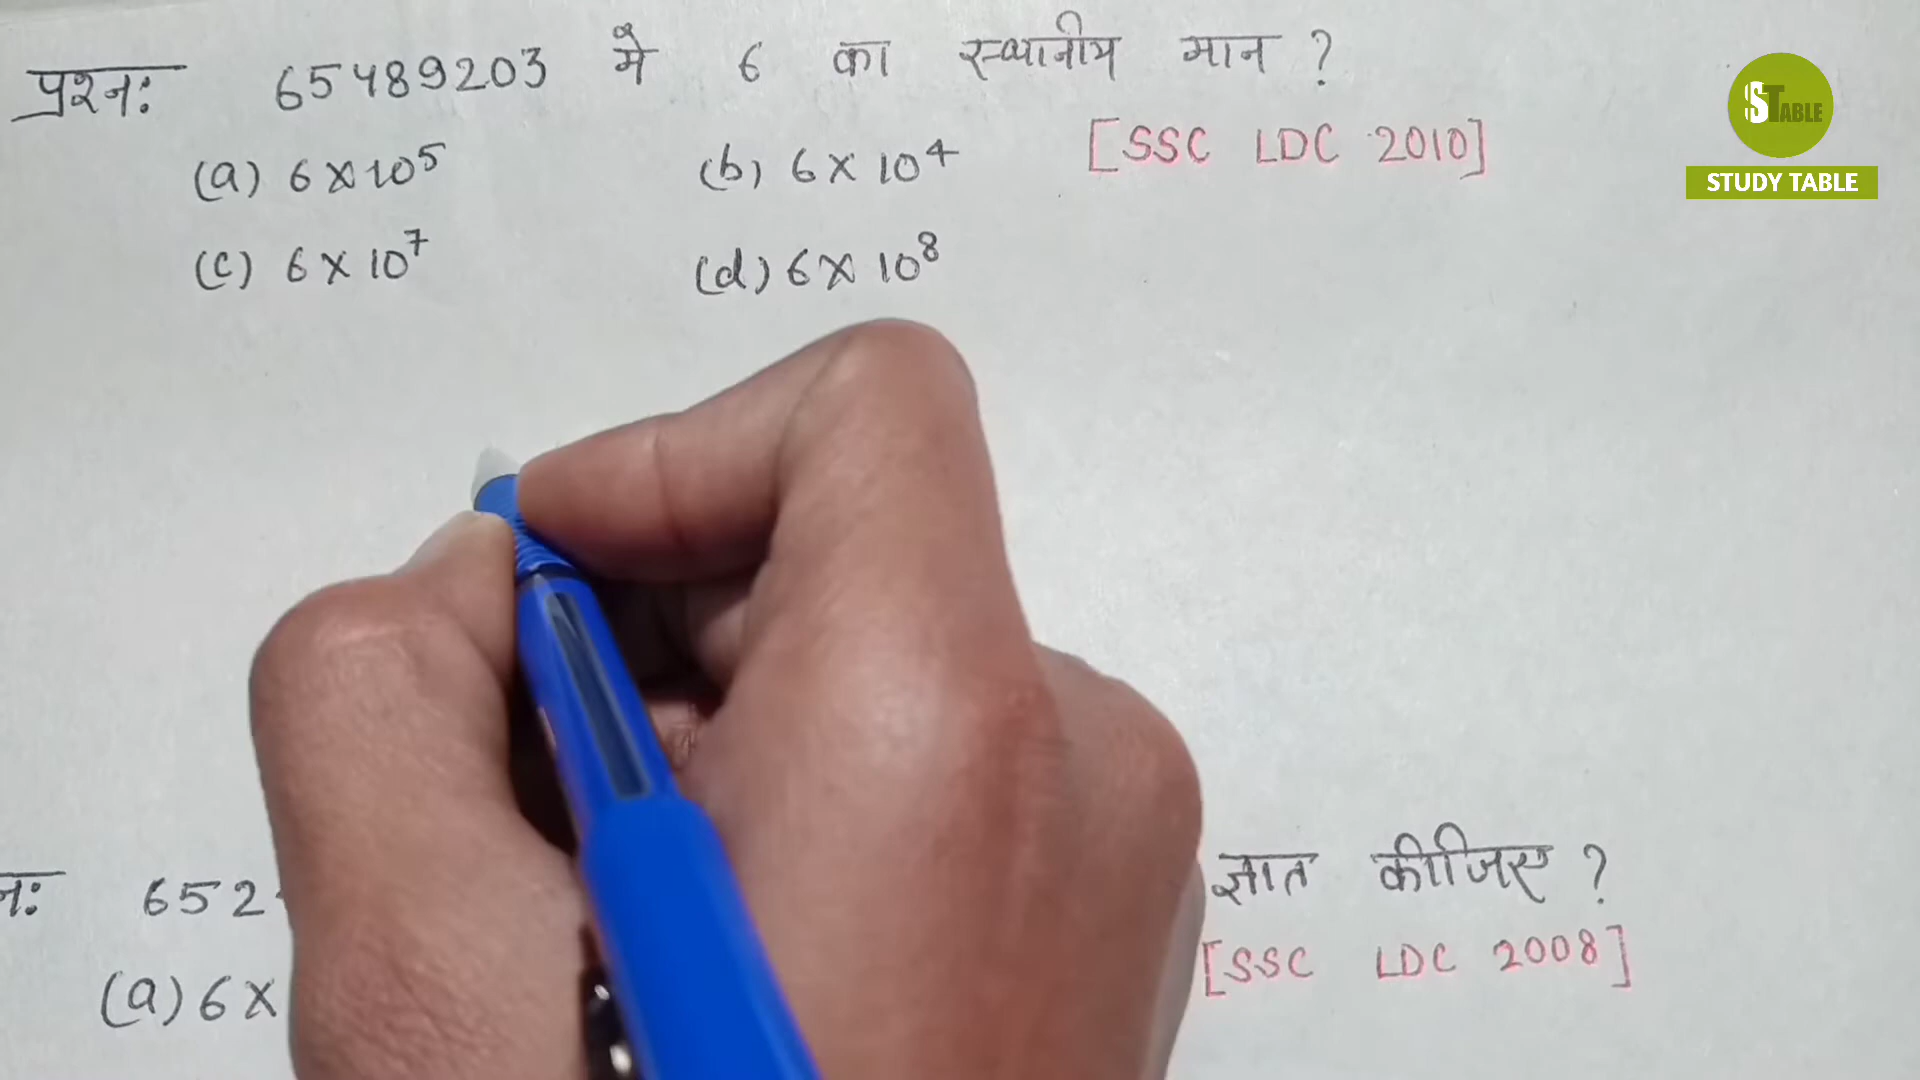 प्रश्न: 65489203 मे 6 का स्थानीय मान ?
(a) 6×10⁵ (b) 6×10⁴ [SSC LDC 2010]
(c) 6×10⁷ (d) 6×10⁸
STABLE
STUDY TABLE
न: 652 ज्ञात कीजिए ?
(a) 6× [SSC LDC 2008]